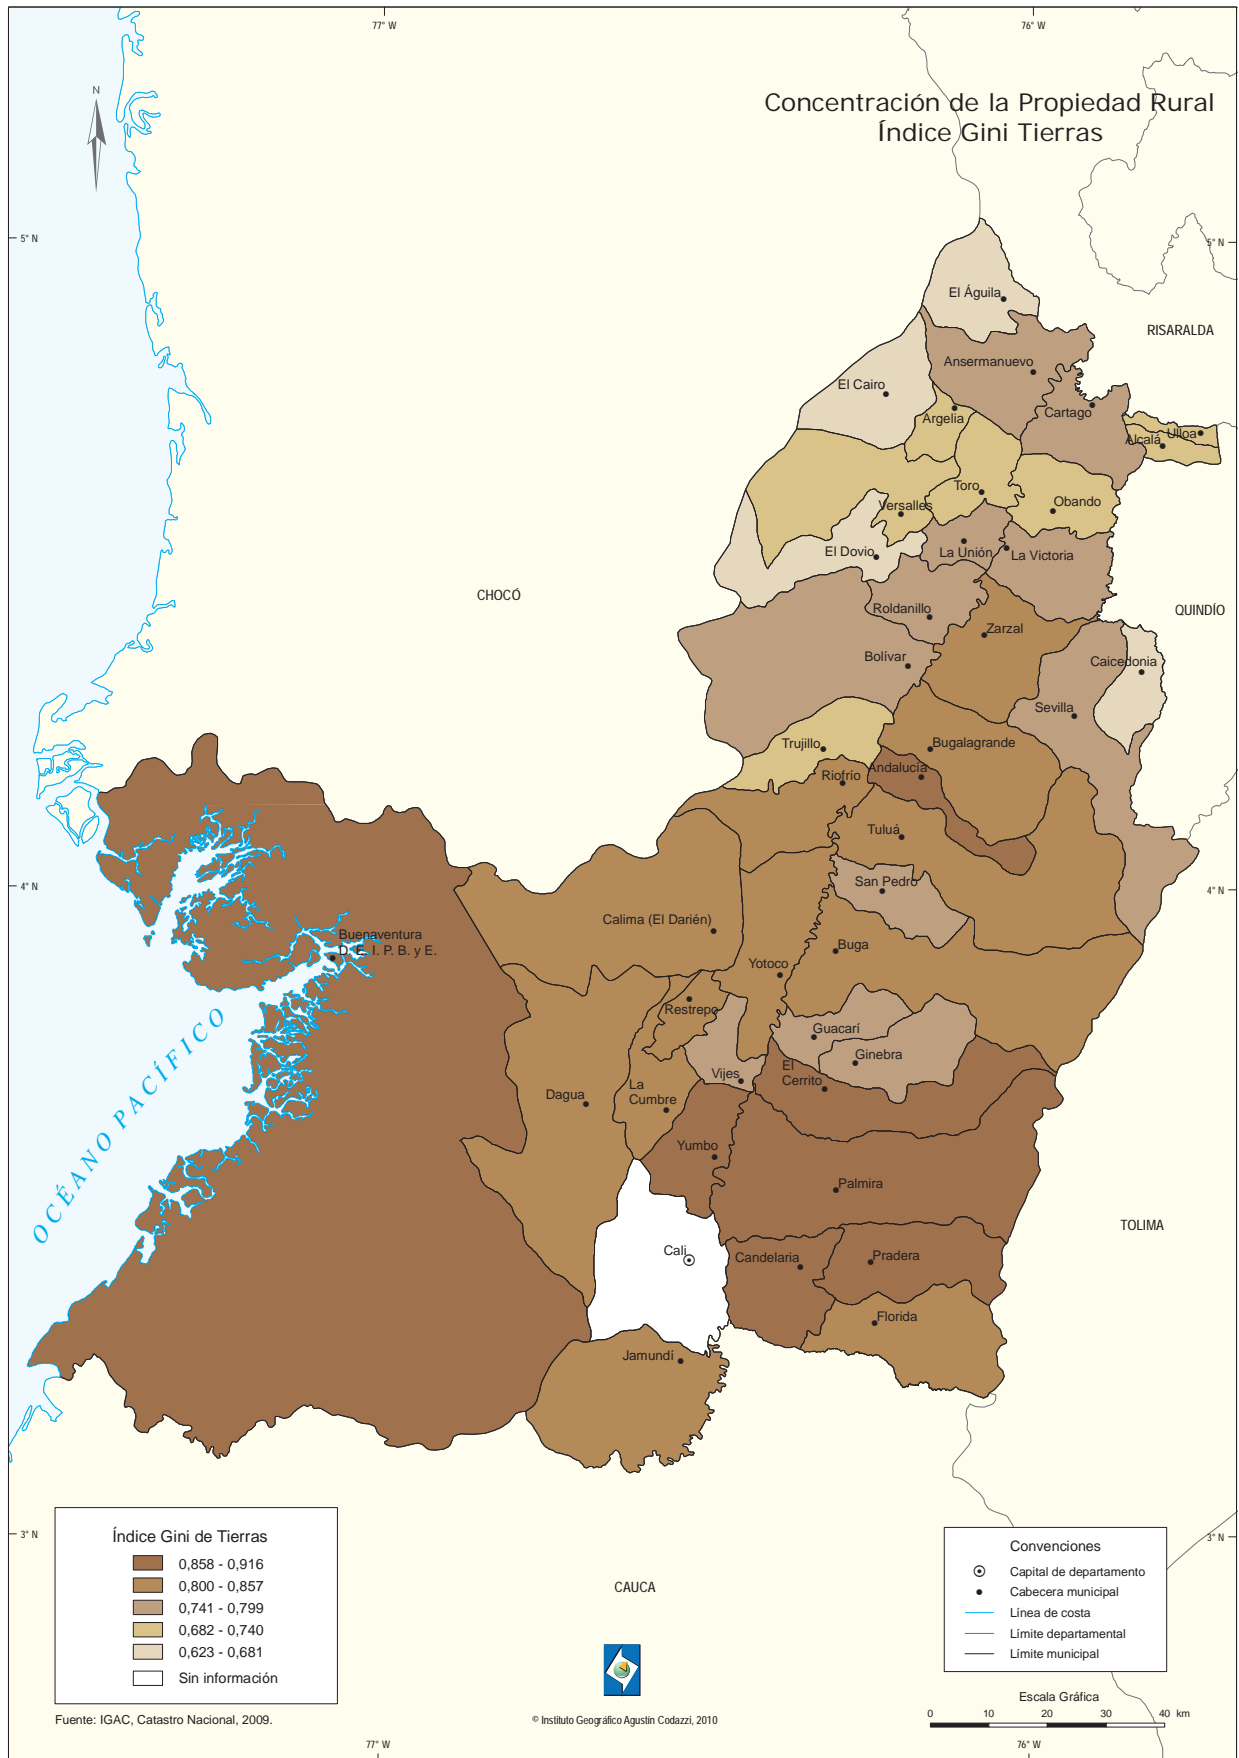 77° W
76° W
N
Concentración de la Propiedad Rural
Índice Gini Tierras
5° N
5° N
El Águila
RISARALDA
Ansermanuevo
El Cairo
Cartago
Argelia
Ulloa
Alcalá
Toro
Obando
Versalles
El Dovio
La Unión
La Victoria
CHOCÓ
QUINDÍO
Roldanillo
Zarzal
Bolívar
Caicedonia
Sevilla
Trujillo
Bugalagrande
Andalucía
Riofrío
Tuluá
4° N
4° N
San Pedro
Calima (El Darién)
Buenaventura
D. E. I. P. B. y E.
Buga
Yotoco
Restrepo
Guacarí
Ginebra
El
Cerrito
Vijes
La
Cumbre
Dagua
OCÉANO PACÍFICO
Yumbo
Palmira
TOLIMA
Cali
Candelaria
Pradera
Florida
Jamundí
3° N
3° N
Índice Gini de Tierras
0,858 - 0,916
0,800 - 0,857
0,741 - 0,799
0,682 - 0,740
0,623 - 0,681
Sin información
CAUCA
Convenciones
Capital de departamento
Cabecera municipal
Línea de costa
Límite departamental
Límite municipal
Escala Gráfica
0 10 20 30 40 km
Fuente: IGAC, Catastro Nacional, 2009.
© Instituto Geográfico Agustín Codazzi, 2010
77° W
76° W